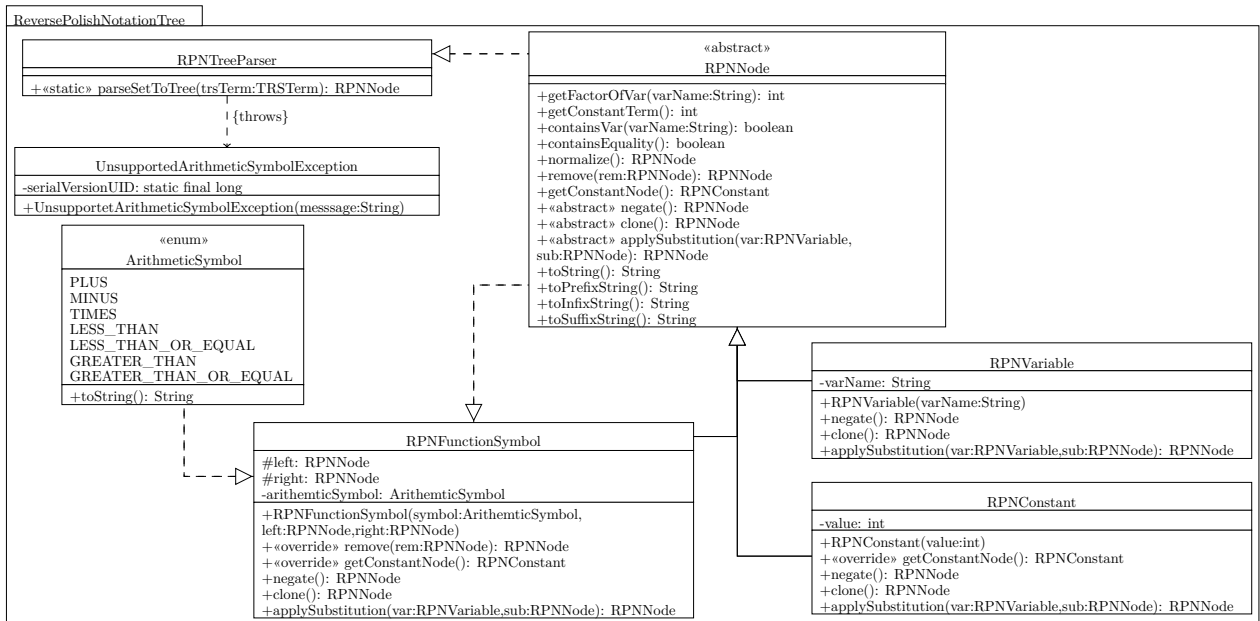 ReversePolishNotationTree
RPNTreeParser
+«static» parseSetToTree(trsTerm:TRSTerm): RPNNode
{throws}
UnsupportedArithmeticSymbolException
-serialVersionUID: static final long
+UnsupportetArithmeticSymbolException(messsage:String)
«enum»
ArithmeticSymbol
PLUS
MINUS
TIMES
LESS_THAN
LESS_THAN_OR_EQUAL
GREATER_THAN
GREATER_THAN_OR_EQUAL
+toString(): String
«abstract»
RPNNode
+getFactorOfVar(varName:String): int
+getConstantTerm(): int
+containsVar(varName:String): boolean
+containsEquality(): boolean
+normalize(): RPNNode
+remove(rem:RPNNode): RPNNode
+getConstantNode(): RPNConstant
+«abstract» negate(): RPNNode
+«abstract» clone(): RPNNode
+«abstract» applySubstitution(var:RPNVariable,
sub:RPNNode): RPNNode
+toString(): String
+toPrefixString(): String
+toInfixString(): String
+toSuffixString(): String
RPNFunctionSymbol
#left: RPNNode
#right: RPNNode
-arithemticSymbol: ArithemticSymbol
+RPNFunctionSymbol(symbol:ArithemticSymbol,
left:RPNNode,right:RPNNode)
+«override» remove(rem:RPNNode): RPNNode
+«override» getConstantNode(): RPNConstant
+negate(): RPNNode
+clone(): RPNNode
+applySubstitution(var:RPNVariable,sub:RPNNode): RPNNode
RPNVariable
-varName: String
+RPNVariable(varName:String)
+negate(): RPNNode
+clone(): RPNNode
+applySubstitution(var:RPNVariable,sub:RPNNode): RPNNode
RPNConstant
-value: int
+RPNConstant(value:int)
+«override» getConstantNode(): RPNConstant
+negate(): RPNNode
+clone(): RPNNode
+applySubstitution(var:RPNVariable,sub:RPNNode): RPNNode